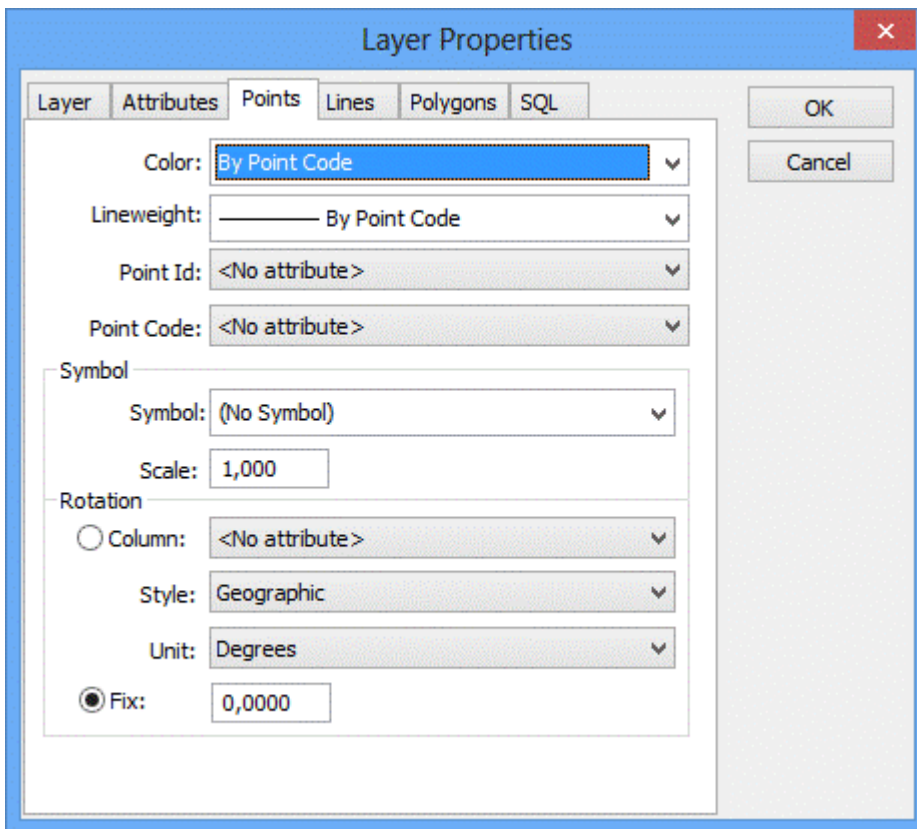 Layer Properties
Layer Attributes Points Lines Polygons SQL
OK
Cancel
Color: By Point Code
Lineweight: By Point Code
Point Id: <No attribute>
Point Code: <No attribute>
Symbol
Symbol: (No Symbol)
Scale: 1,000
Rotation
Column: <No attribute>
Style: Geographic
Unit: Degrees
Fix: 0,0000